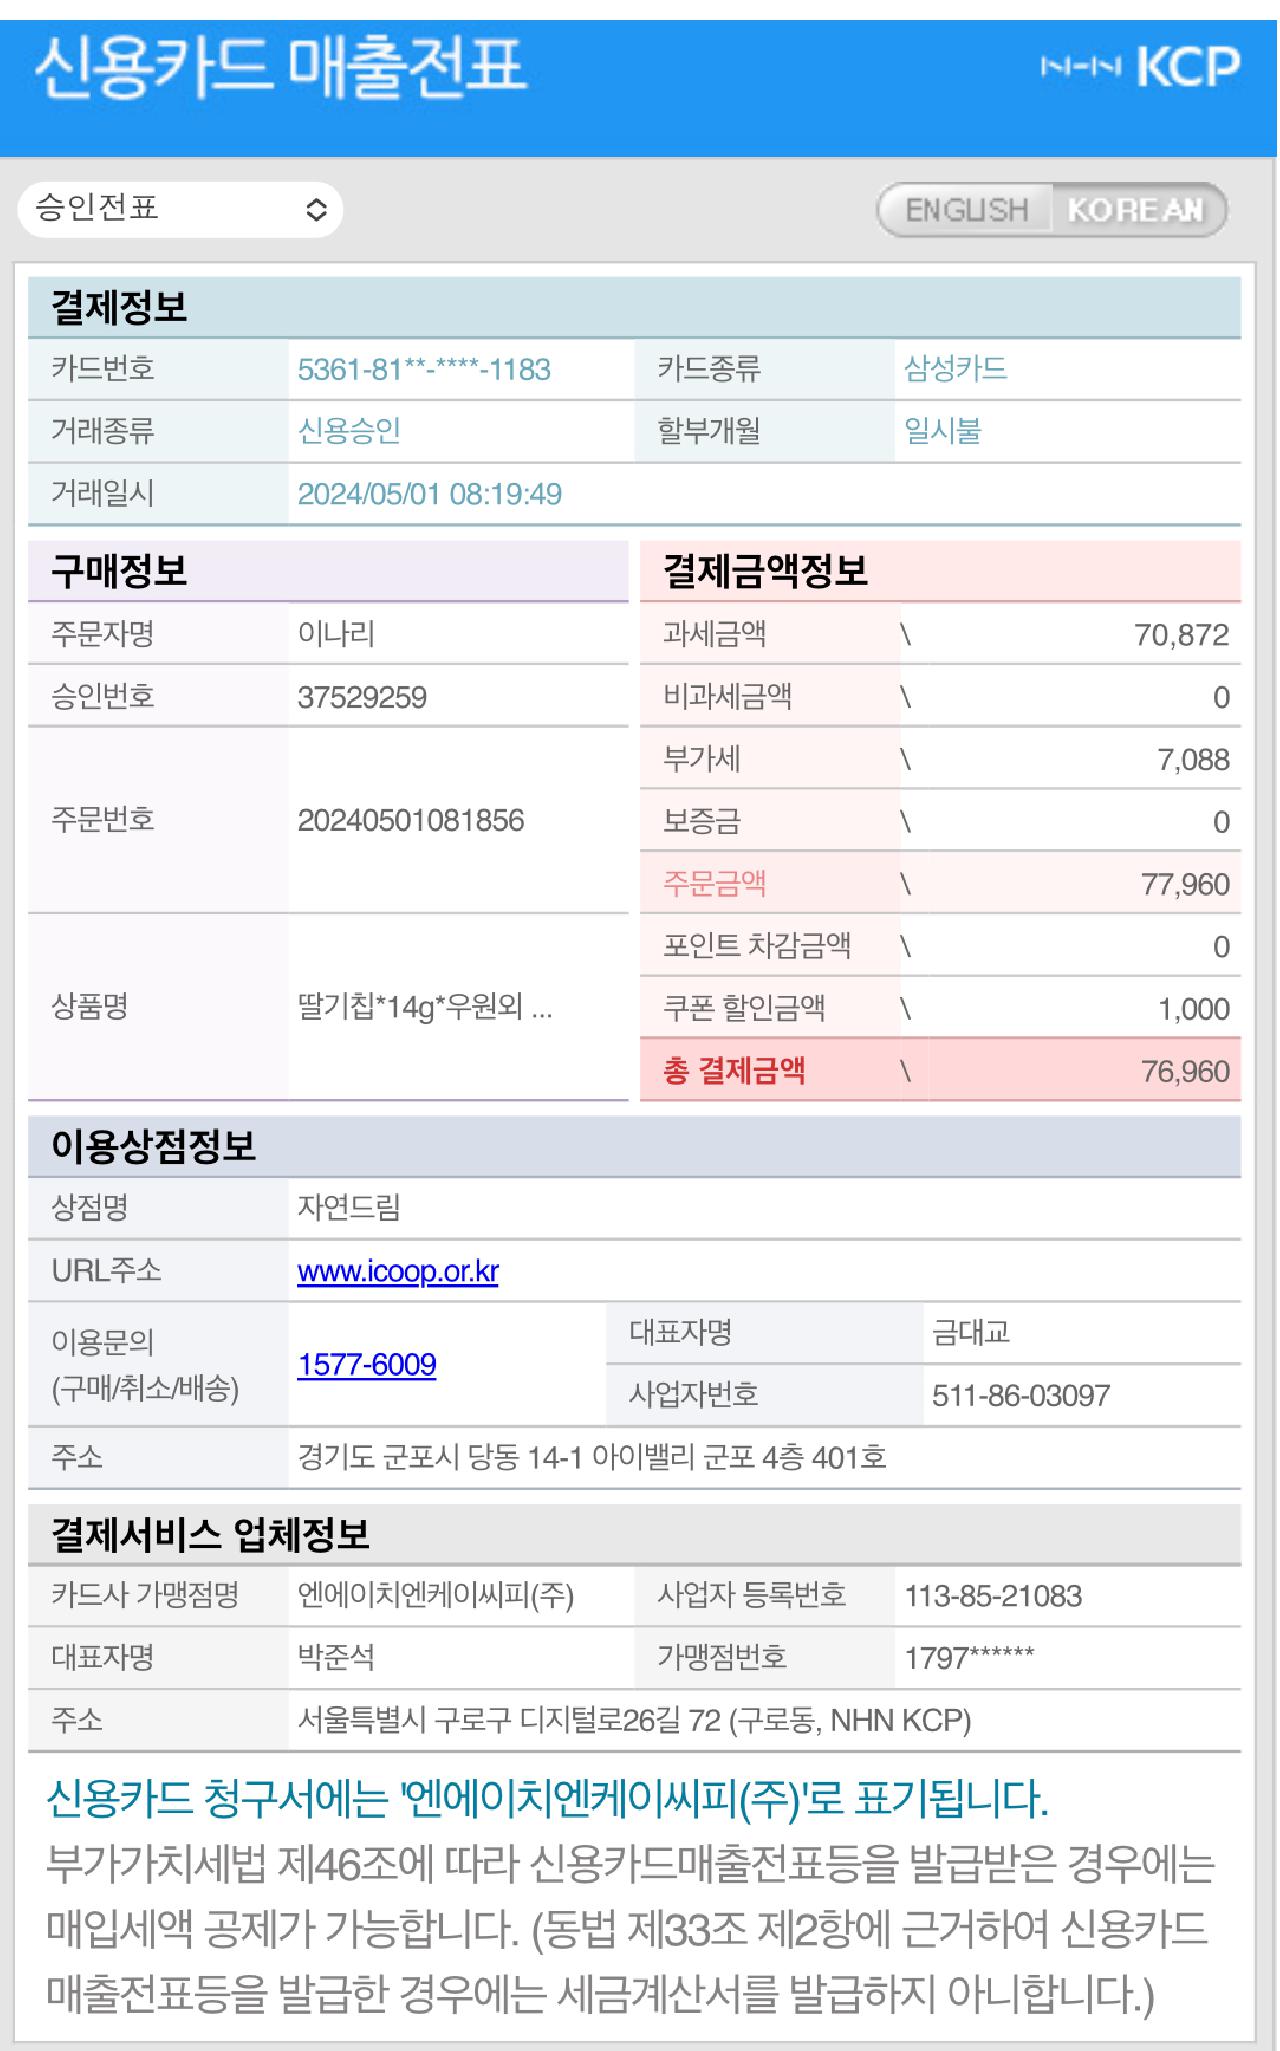 신용카드 매출전표
NHN KCP
승인전표
ENGLISH KOREAN
결제정보
카드번호 5361-81**-****-1183 카드종류 삼성카드
거래종류 신용승인 할부개월 일시불
거래일시 2024/05/01 08:19:49
구매정보
주문자명 이나리
승인번호 37529259
주문번호 20240501081856
상품명 딸기칩*14g*우원외 ...
결제금액정보
과세금액 \ 70,872
비과세금액 \ 0
부가세 \ 7,088
보증금 \ 0
주문금액 \ 77,960
포인트 차감금액 \ 0
쿠폰 할인금액 \ 1,000
총 결제금액 \ 76,960
이용상점정보
상점명 자연드림
URL주소 www.icoop.or.kr
이용문의
(구매/취소/배송)
1577-6009
대표자명 금대교
사업자번호 511-86-03097
주소 경기도 군포시 당동 14-1 아이밸리 군포 4층 401호
결제서비스 업체정보
카드사 가맹점명 엔에이치엔케이씨피(주) 사업자 등록번호 113-85-21083
대표자명 박준석 가맹점번호 1797******
주소 서울특별시 구로구 디지털로26길 72 (구로동, NHN KCP)
신용카드 청구서에는 '엔에이치엔케이씨피(주)'로 표기됩니다.
부가가치세법 제46조에 따라 신용카드매출전표등을 발급받은 경우에는
매입세액 공제가 가능합니다. (동법 제33조 제2항에 근거하여 신용카드
매출전표등을 발급한 경우에는 세금계산서를 발급하지 아니합니다.)